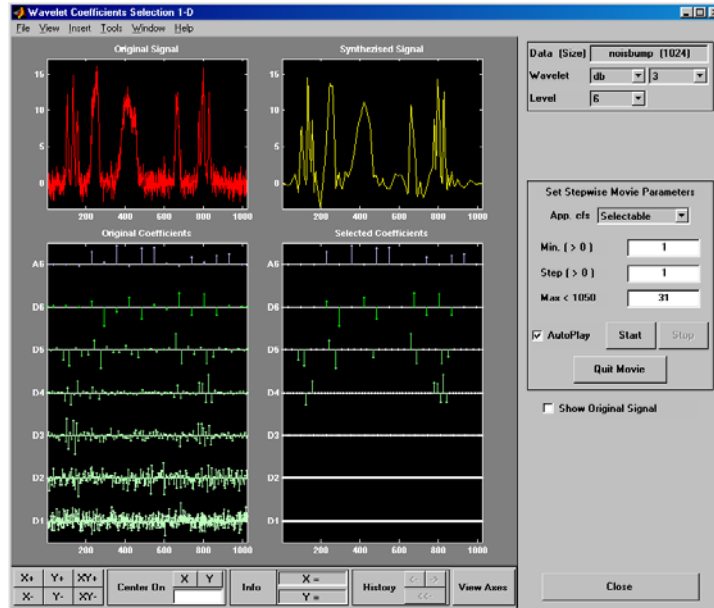 Wavelet Coefficients Selection 1-D
File View Insert Tools Window Help
Original Signal
Synthezised Signal
15
10
5
0
200 400 600 800 1000
15
10
5
0
200 400 600 800 1000
Original Coefficients
Selected Coefficients
A6
D6
D5
D4
D3
D2
D1
200 400 600 800 1000
A6
D6
D5
D4
D3
D2
D1
200 400 600 800 1000
Data (Size) noisbump (1024)
Wavelet db 3
Level 6
Set Stepwise Movie Parameters
App. cfs Selectable
Min. ( > 0 ) 1
Step ( > 0 ) 1
Max < 1050 31
AutoPlay Start Stop
Quit Movie
Show Original Signal
X+ Y+ XY+
X- Y- XY-
Center On X Y
Info X =
Y =
History <- ->
<<-
View Axes
Close